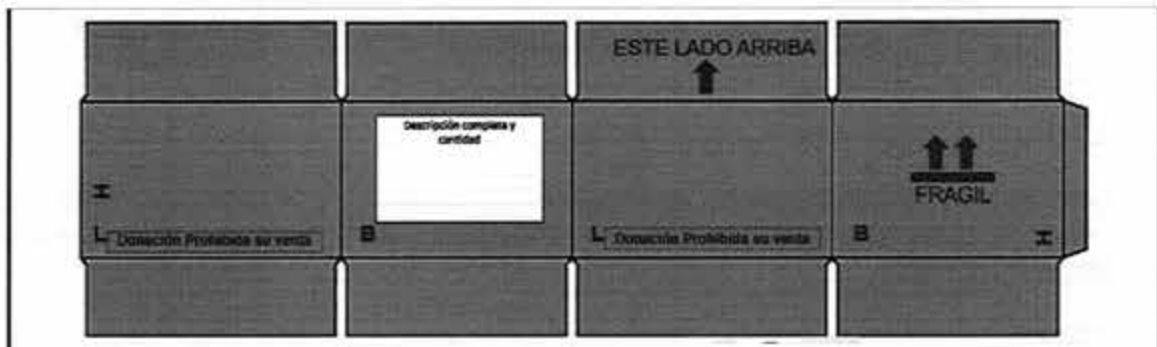 ESTE LADO ARRIBA
Descripción completa y
cantidad
H
L Donación Prohibida su venta
B
L Donación Prohibida su venta
FRAGIL
B
H